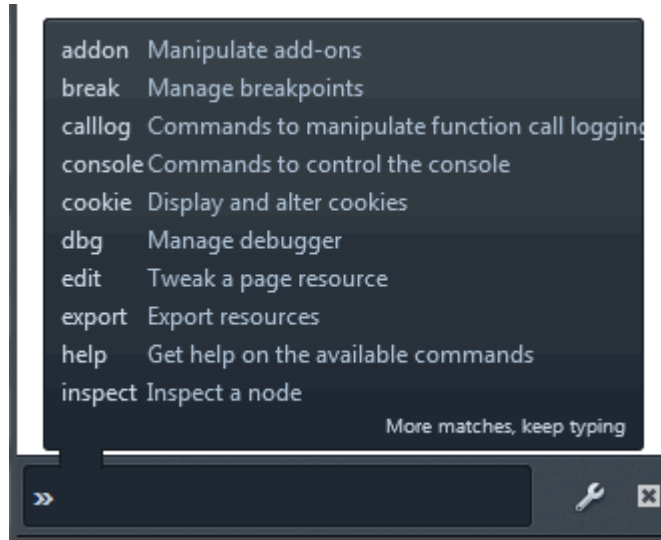 addon Manipulate add-ons
break Manage breakpoints
calllog Commands to manipulate function call logging
console Commands to control the console
cookie Display and alter cookies
dbg Manage debugger
edit Tweak a page resource
export Export resources
help Get help on the available commands
inspect Inspect a node
More matches, keep typing
»